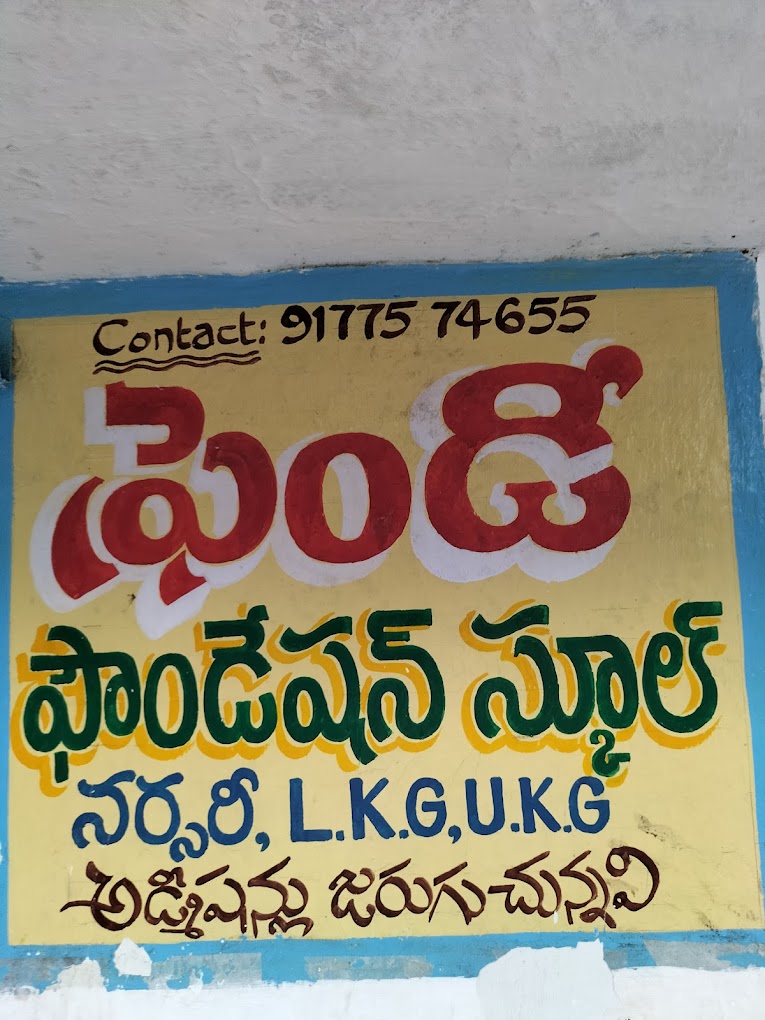 Contact: 91775 74655
ఫ్రెండ్లీ
ఫౌండేషన్ స్కూల్
నర్సరీ, L.K.G, U.K.G
అడ్మిషన్లు జరుగుచున్నవి